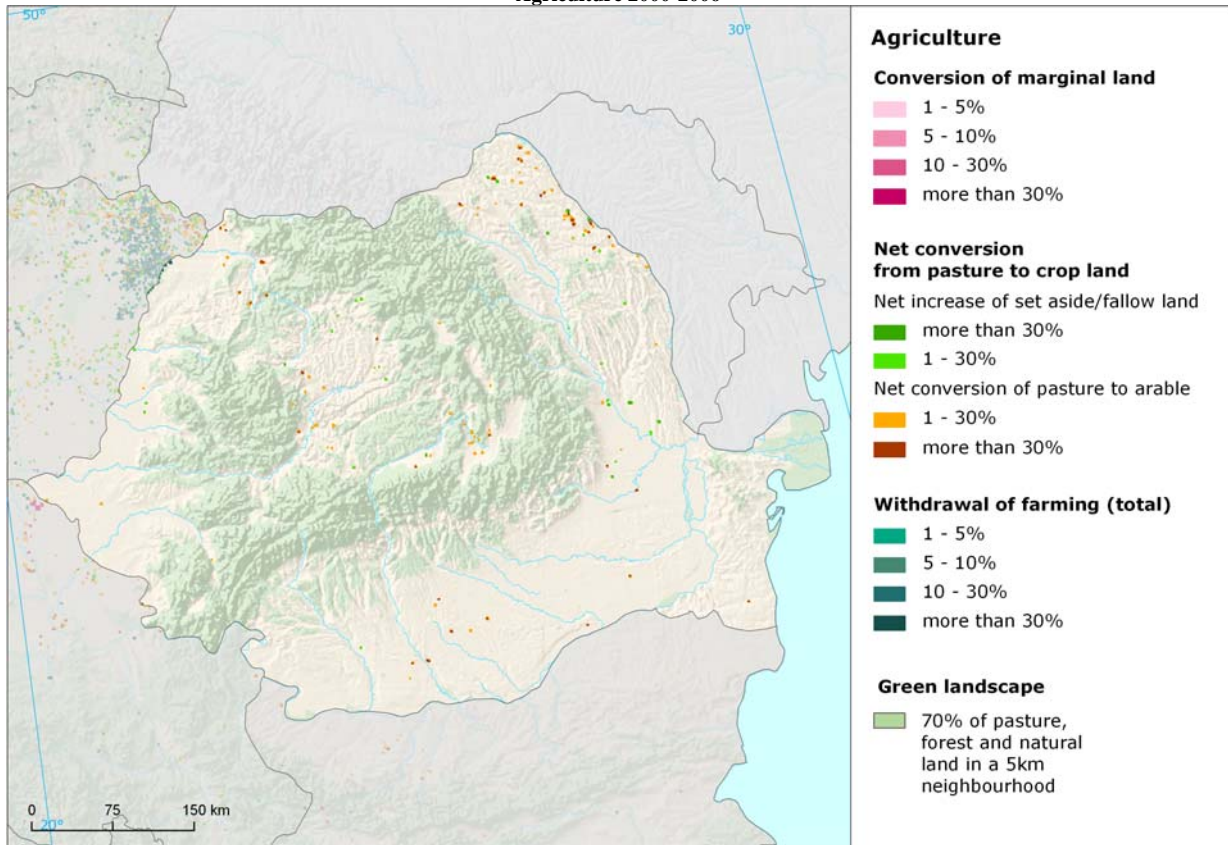 50°
30°
Agriculture
Conversion of marginal land
1 - 5%
5 - 10%
10 - 30%
more than 30%
Net conversion
from pasture to crop land
Net increase of set aside/fallow land
more than 30%
1 - 30%
Net conversion of pasture to arable
1 - 30%
more than 30%
Withdrawal of farming (total)
1 - 5%
5 - 10%
10 - 30%
more than 30%
Green landscape
70% of pasture,
forest and natural
land in a 5km
neighbourhood
0 75 150 km
20°